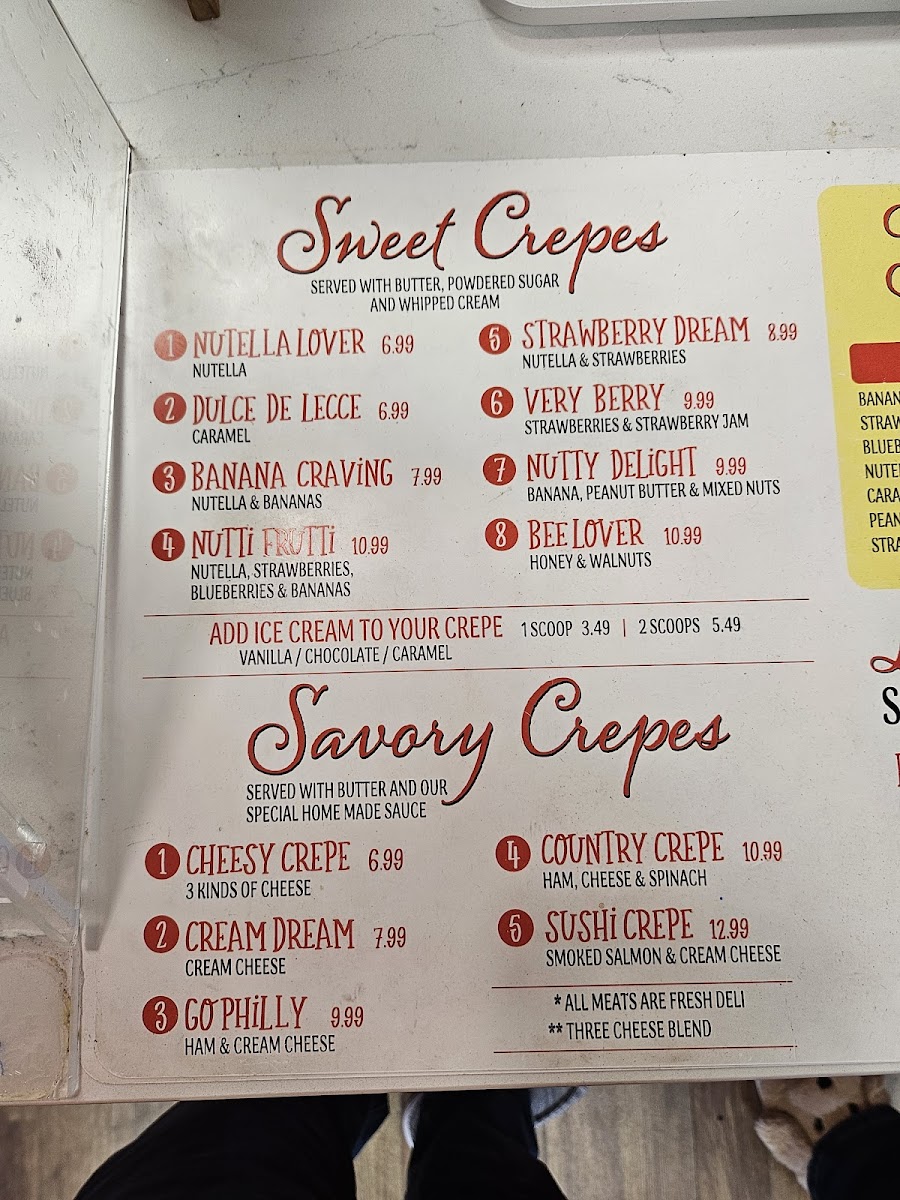 Sweet Crepes
SERVED WITH BUTTER, POWDERED SUGAR
AND WHIPPED CREAM
1 NUTELLA LOVER 6.99
NUTELLA
2 DULCE DE LECCE 6.99
CARAMEL
3 BANANA CRAVING 7.99
NUTELLA & BANANAS
4 NUTTI FRUTTI 10.99
NUTELLA, STRAWBERRIES,
BLUEBERRIES & BANANAS
5 STRAWBERRY DREAM 8.99
NUTELLA & STRAWBERRIES
6 VERY BERRY 9.99
STRAWBERRIES & STRAWBERRY JAM
7 NUTTY DELIGHT 9.99
BANANA, PEANUT BUTTER & MIXED NUTS
8 BEE LOVER 10.99
HONEY & WALNUTS
ADD ICE CREAM TO YOUR CREPE 1 SCOOP 3.49 | 2 SCOOPS 5.49
VANILLA / CHOCOLATE / CARAMEL
Savory Crepes
SERVED WITH BUTTER AND OUR
SPECIAL HOME MADE SAUCE
1 CHEESY CREPE 6.99
3 KINDS OF CHEESE
2 CREAM DREAM 7.99
CREAM CHEESE
3 GO PHILLY 9.99
HAM & CREAM CHEESE
4 COUNTRY CREPE 10.99
HAM, CHEESE & SPINACH
5 SUSHI CREPE 12.99
SMOKED SALMON & CREAM CHEESE
* ALL MEATS ARE FRESH DELI
** THREE CHEESE BLEND
BANAN
STRAW
BLUEB
NUTE
CARA
PEAN
STRA